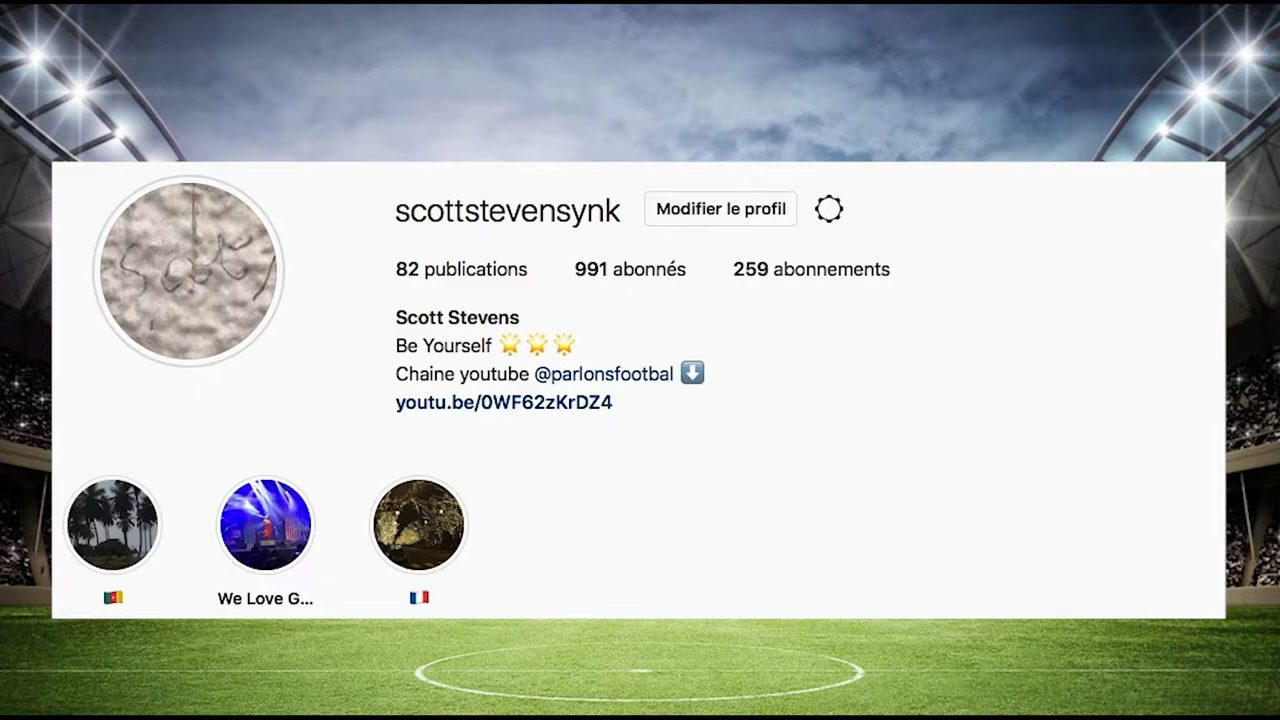 scottstevensynk Modifier le profil
82 publications 991 abonnés 259 abonnements
Scott Stevens
Be Yourself 🌟🌟🌟
Chaine youtube @parlonsfootbal ⬇️
youtu.be/0WF62zKrDZ4
🇨🇲 We Love G... 🇫🇷